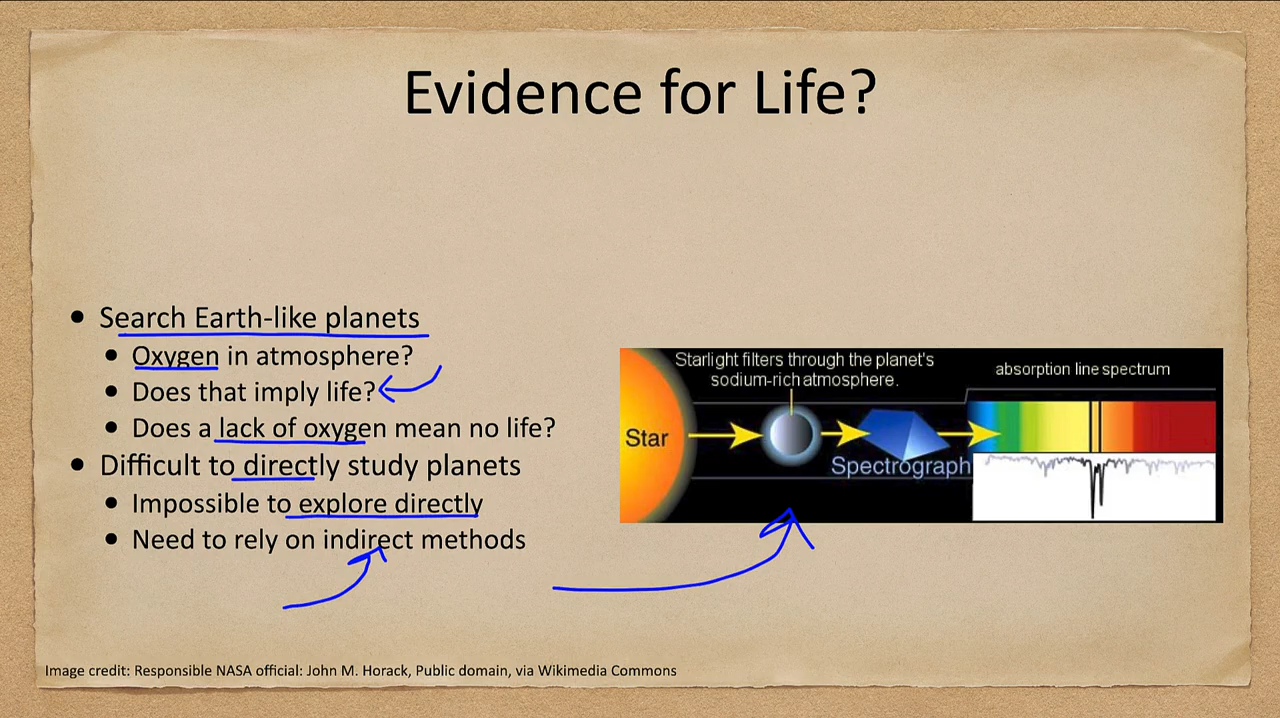 Evidence for Life?
• Search Earth-like planets
• Oxygen in atmosphere?
• Does that imply life?
• Does a lack of oxygen mean no life?
• Difficult to directly study planets
• Impossible to explore directly
• Need to rely on indirect methods
Starlight filters through the planet's
sodium-rich atmosphere.
absorption line spectrum
Star
Spectrograph
Image credit: Responsible NASA official: John M. Horack, Public domain, via Wikimedia Commons